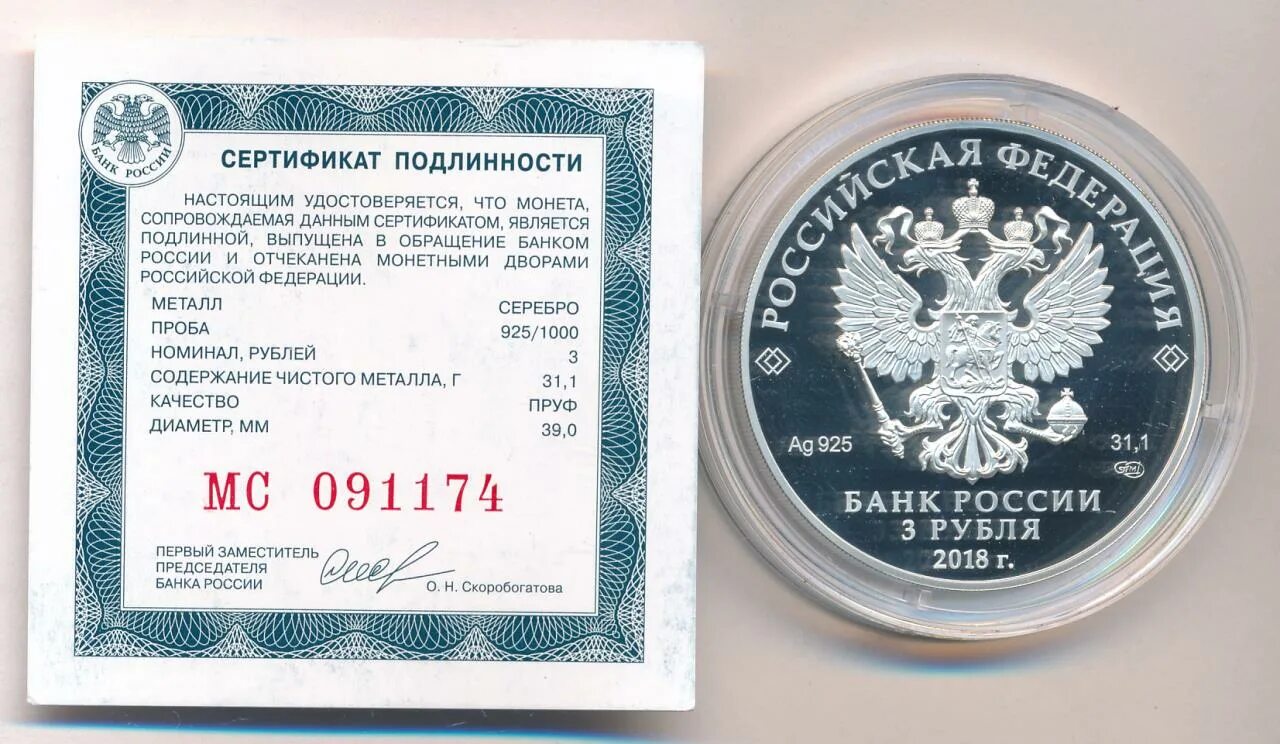 БАНК РОССИИ
СЕРТИФИКАТ ПОДЛИННОСТИ
НАСТОЯЩИМ УДОСТОВЕРЯЕТСЯ, ЧТО МОНЕТА,
СОПРОВОЖДАЕМАЯ ДАННЫМ СЕРТИФИКАТОМ, ЯВЛЯЕТСЯ
ПОДЛИННОЙ, ВЫПУЩЕНА В ОБРАЩЕНИЕ БАНКОМ
РОССИИ И ОТЧЕКАНЕНА МОНЕТНЫМИ ДВОРАМИ
РОССИЙСКОЙ ФЕДЕРАЦИИ.
МЕТАЛЛ СЕРЕБРО
ПРОБА 925/1000
НОМИНАЛ, РУБЛЕЙ 3
СОДЕРЖАНИЕ ЧИСТОГО МЕТАЛЛА, Г 31,1
КАЧЕСТВО ПРУФ
ДИАМЕТР, ММ 39,0
МС 091174
ПЕРВЫЙ ЗАМЕСТИТЕЛЬ
ПРЕДСЕДАТЕЛЯ
БАНКА РОССИИ
О. Н. Скоробогатова
РОССИЙСКАЯ ФЕДЕРАЦИЯ
Ag 925 31,1
БАНК РОССИИ
3 РУБЛЯ
2018 г.